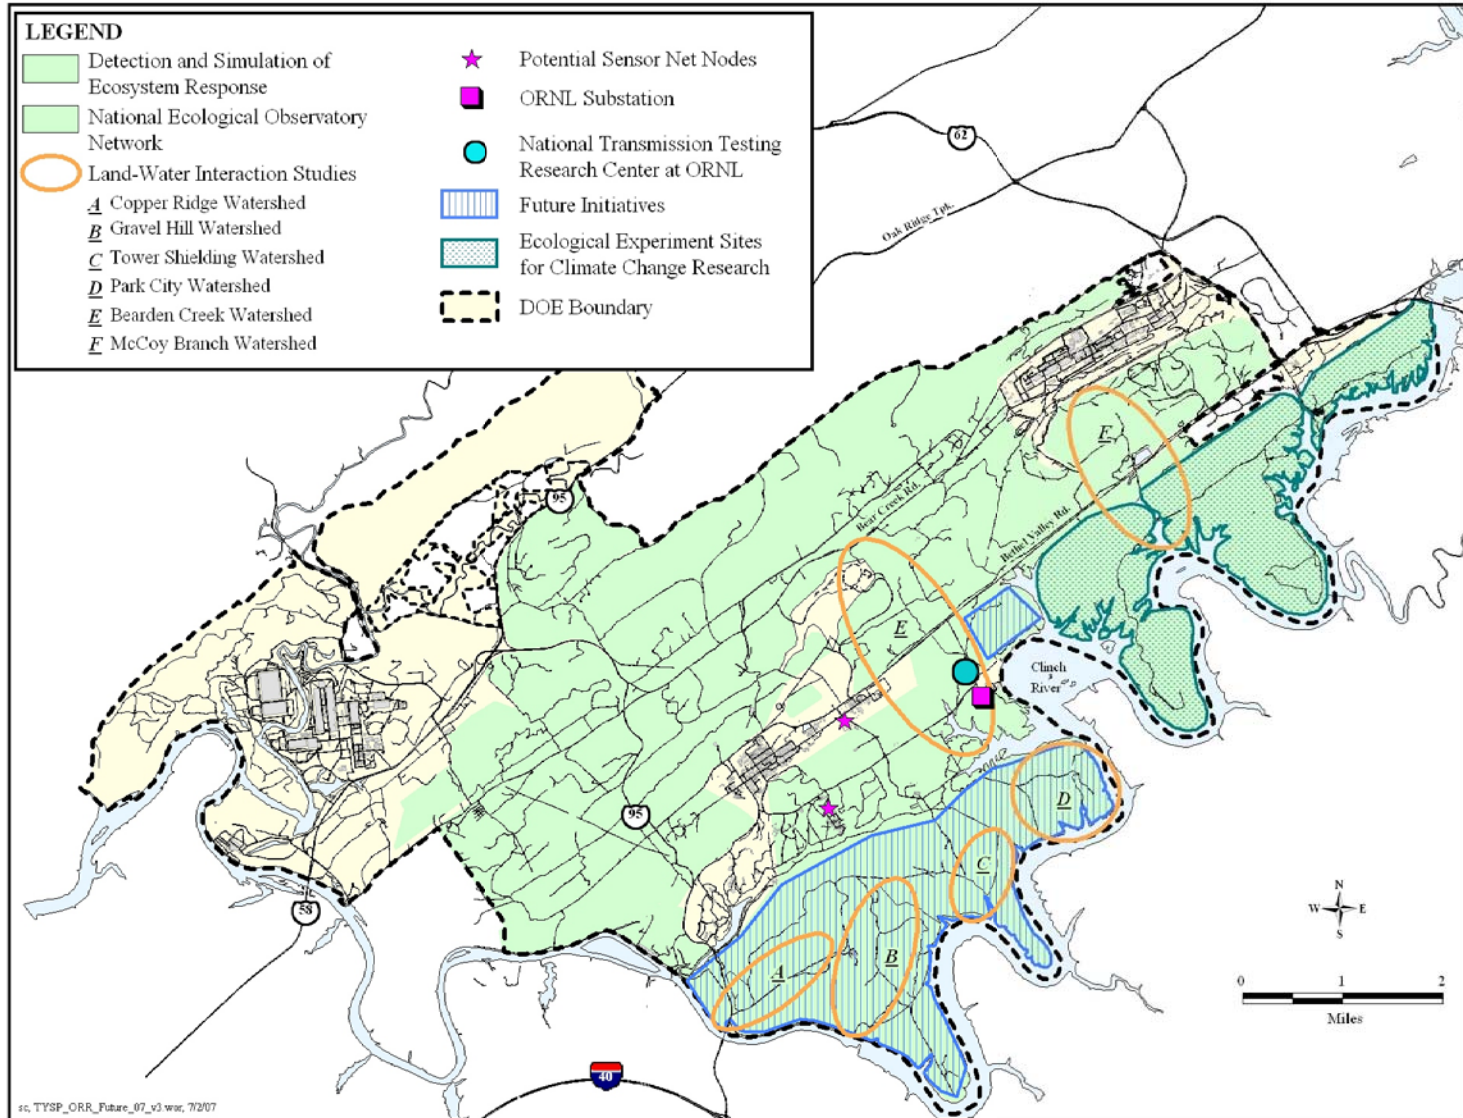 LEGEND
Detection and Simulation of
Ecosystem Response
National Ecological Observatory
Network
Land-Water Interaction Studies
A Copper Ridge Watershed
B Gravel Hill Watershed
C Tower Shielding Watershed
D Park City Watershed
E Bearden Creek Watershed
F McCoy Branch Watershed
Potential Sensor Net Nodes
ORNL Substation
National Transmission Testing
Research Center at ORNL
Future Initiatives
Ecological Experiment Sites
for Climate Change Research
DOE Boundary
62
Oak Ridge Tpk.
F
95
Bear Creek Rd.
Bethel Valley Rd.
E
Clinch
River
D
95
C
58
B
A
N
W E
S
0 1 2
Miles
40
sc, TYSP_ORR_Future_07_v3.wor, 7/2/07